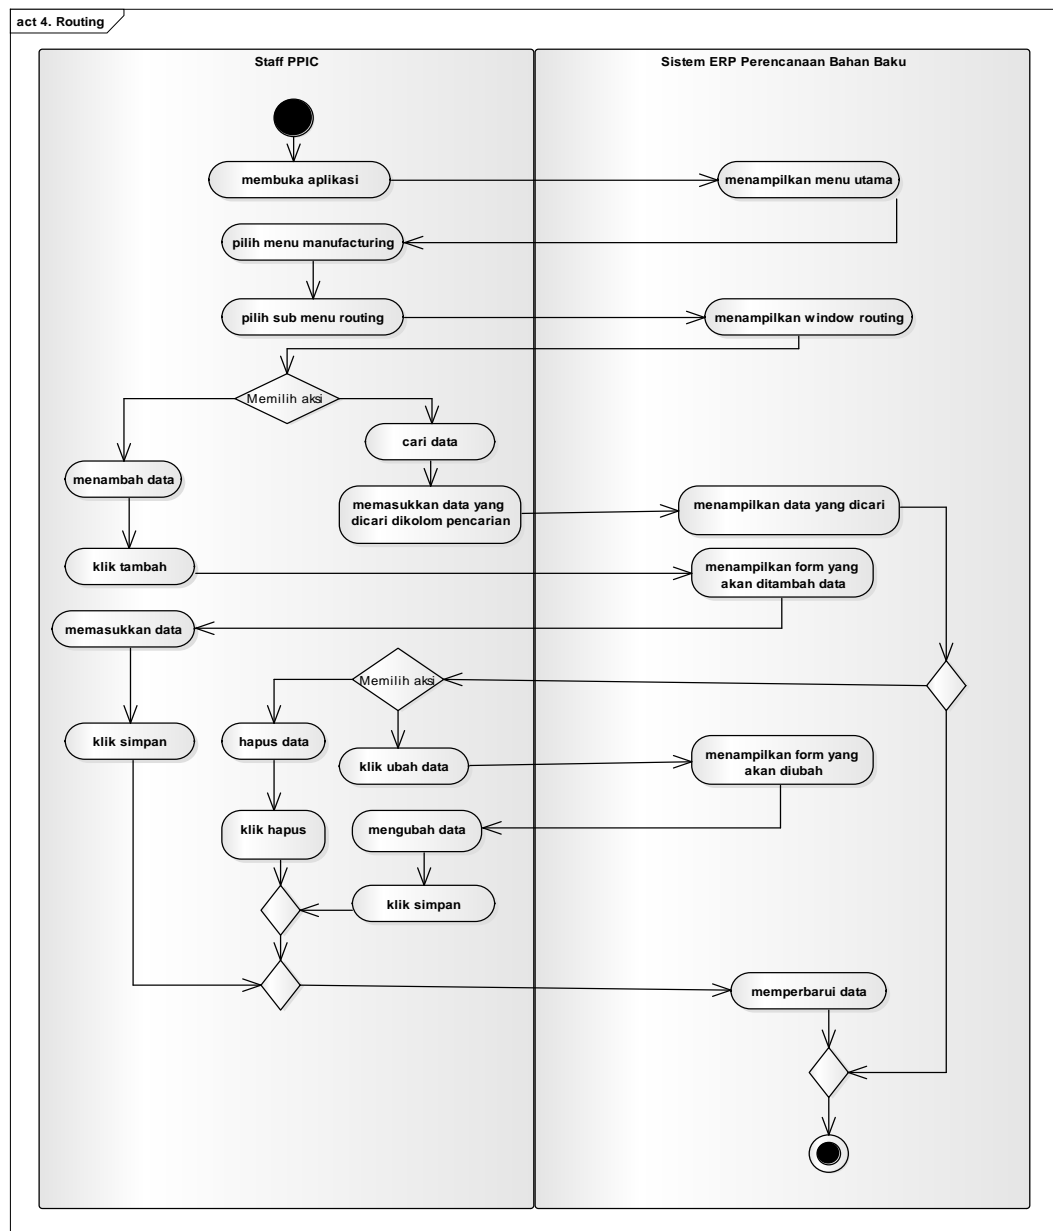 act 4. Routing
Staff PPIC
Sistem ERP Perencanaan Bahan Baku
membuka aplikasi
menampilkan menu utama
pilih menu manufacturing
pilih sub menu routing
menampilkan window routing
Memilih aksi
cari data
menambah data
memasukkan data yang
dicari dikolom pencarian
menampilkan data yang dicari
klik tambah
menampilkan form yang
akan ditambah data
memasukkan data
Memilih aksi
klik simpan
hapus data
klik ubah data
menampilkan form yang
akan diubah
klik hapus
mengubah data
klik simpan
memperbarui data